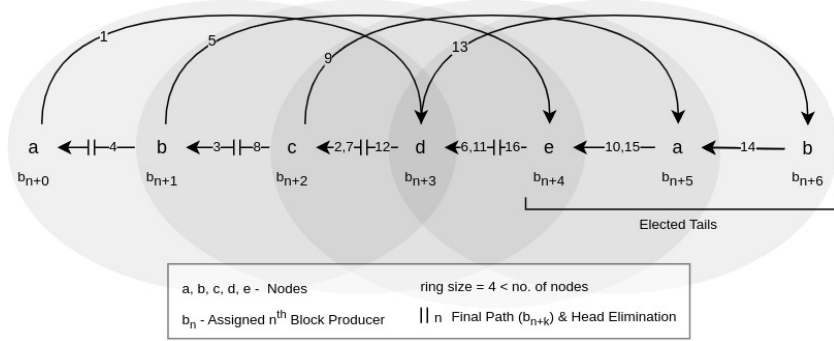 1 5 9 13
a 4 b 3 8 c 2,7 12 d 6,11 16 e 10,15 a 14 b
bn+0 bn+1 bn+2 bn+3 bn+4 bn+5 bn+6
Elected Tails
a, b, c, d, e - Nodes ring size = 4 < no. of nodes
bn - Assigned nth Block Producer || n Final Path (bn+k) & Head Elimination